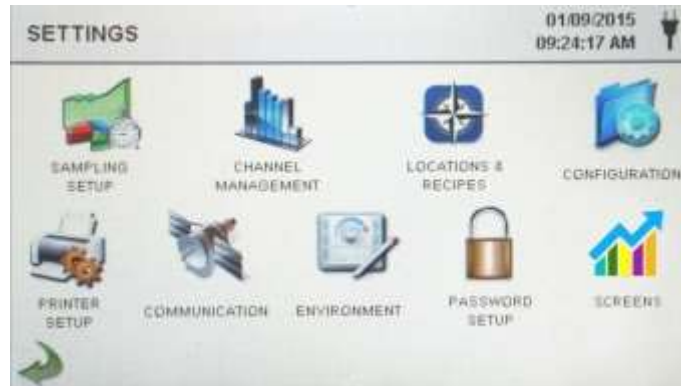 SETTINGS
01/09/2015
09:24:17 AM
SAMPLING
SETUP
CHANNEL
MANAGEMENT
LOCATIONS &
RECIPES
CONFIGURATION
PRINTER
SETUP
COMMUNICATION
ENVIRONMENT
PASSWORD
SETUP
SCREENS